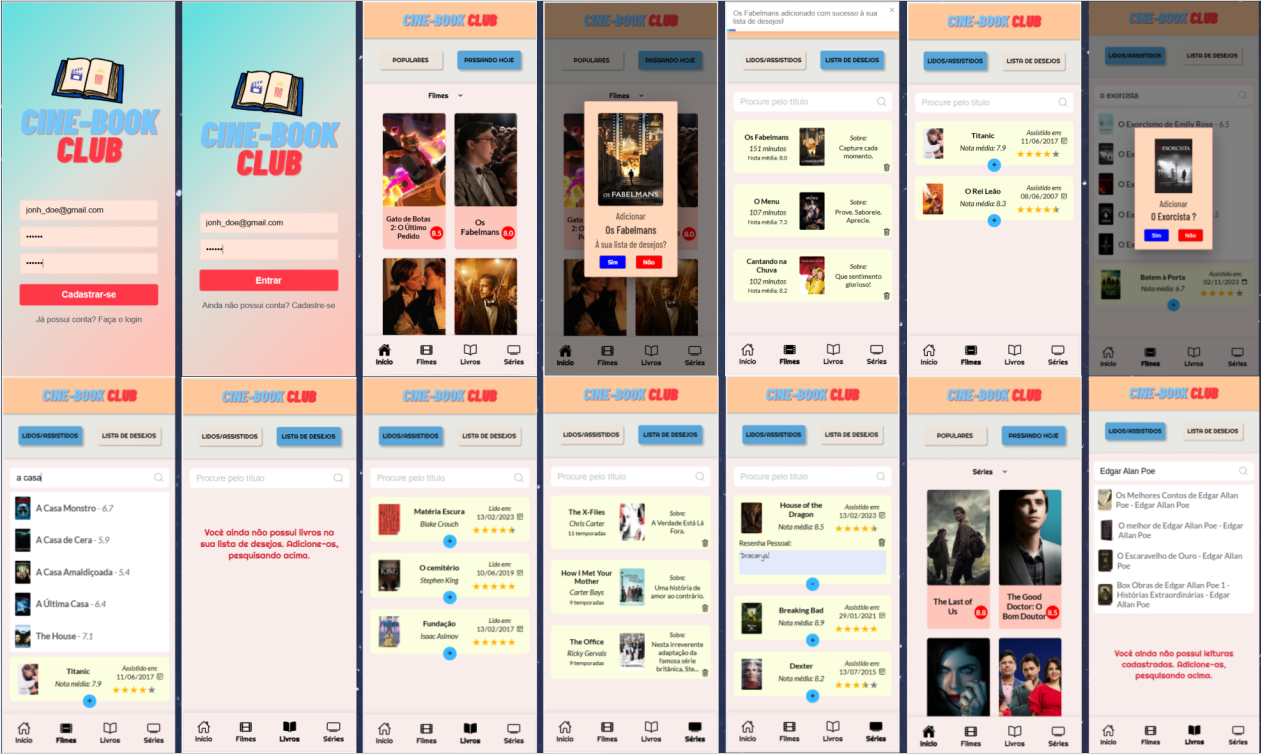 CINE-BOOK
CLUB
jonh_doe@gmail.com
••••••
••••••
Cadastrar-se
Já possui conta? Faça o login
CINE-BOOK
CLUB
jonh_doe@gmail.com
••••••
Entrar
Ainda não possui conta? Cadastre-se
CINE-BOOK CLUB
POPULARES
PASSANDO HOJE
Filmes
Gato de Botas
2: O Último
Pedido
8.5
Os
Fabelmans
8.0
Início
Filmes
Livros
Séries
CINE-BOOK CLUB
POPULARES
PASSANDO HOJE
Filmes
OS FABELMANS
Adicionar
Os Fabelmans
À sua lista de desejos?
Sim
Não
Início
Filmes
Livros
Séries
Os Fabelmans adicionado com sucesso à sua
lista de desejos!
LIDOS/ASSISTIDOS
LISTA DE DESEJOS
Procure pelo título
Os Fabelmans
151 minutos
Nota média: 8.0
Sobre:
Capture cada
momento.
O Menu
107 minutos
Nota média: 7.2
Sobre:
Prove. Saboreie.
Aprecie.
Cantando na
Chuva
102 minutos
Nota média: 8.2
Sobre:
Que sentimento
glorioso!
Início
Filmes
Livros
Séries
CINE-BOOK CLUB
LIDOS/ASSISTIDOS
LISTA DE DESEJOS
Procure pelo título
Titanic
Nota média: 7.9
Assistido em:
11/06/2017
O Rei Leão
Nota média: 8.3
Assistido em:
08/06/2007
Início
Filmes
Livros
Séries
CINE-BOOK CLUB
LIDOS/ASSISTIDOS
LISTA DE DESEJOS
o exorcista
O Exorcismo de Emily Rose - 6.5
O EXORCISTA
Adicionar
O Exorcista ?
Sim
Não
Batem à Porta
Nota média: 6.7
Assistido em:
02/11/2023
Início
Filmes
Livros
Séries
CINE-BOOK CLUB
LIDOS/ASSISTIDOS
LISTA DE DESEJOS
a casa
A Casa Monstro - 6.7
A Casa de Cera - 5.9
A Casa Amaldiçoada - 5.4
A Última Casa - 6.4
The House - 7.1
Titanic
Nota média: 7.9
Assistido em:
11/06/2017
Início
Filmes
Livros
Séries
CINE-BOOK CLUB
LIDOS/ASSISTIDOS
LISTA DE DESEJOS
Procure pelo título
Você ainda não possui livros na
sua lista de desejos. Adicione-os,
pesquisando acima.
Início
Filmes
Livros
Séries
CINE-BOOK CLUB
LIDOS/ASSISTIDOS
LISTA DE DESEJOS
Procure pelo título
Matéria Escura
Blake Crouch
Lido em:
13/02/2023
O cemitério
Stephen King
Lido em:
10/06/2019
Fundação
Isaac Asimov
Lido em:
13/02/2017
Início
Filmes
Livros
Séries
CINE-BOOK CLUB
LIDOS/ASSISTIDOS
LISTA DE DESEJOS
Procure pelo título
The X-Files
Chris Carter
11 temporadas
Sobre:
A Verdade Está Lá
Fora.
How I Met Your
Mother
Carter Bays
9 temporadas
Sobre:
Uma história de
amor ao contrário.
The Office
Ricky Gervais
9 temporadas
Sobre:
Nesta irreverente
adaptação da
famosa série
britânica, Ste...
Início
Filmes
Livros
Séries
CINE-BOOK CLUB
LIDOS/ASSISTIDOS
LISTA DE DESEJOS
Procure pelo título
House of the
Dragon
Nota média: 8.5
Assistido em:
13/02/2023
Resenha Pessoal:
Dracarys!
Breaking Bad
Nota média: 8.9
Assistido em:
29/01/2021
Dexter
Nota média: 8.2
Assistido em:
13/07/2015
Início
Filmes
Livros
Séries
CINE-BOOK CLUB
POPULARES
PASSANDO HOJE
Séries
The Last of
Us
8.8
The Good
Doctor: O
Bom Doutor
8.5
Início
Filmes
Livros
Séries
CINE-BOOK CLUB
LIDOS/ASSISTIDOS
LISTA DE DESEJOS
Edgar Alan Poe
Os Melhores Contos de Edgar Allan
Poe - Edgar Allan Poe
O melhor de Edgar Allan Poe - Edgar
Allan Poe
O Escaravelho de Ouro - Edgar Allan
Poe
Box Obras de Edgar Allan Poe 1 -
Histórias Extraordinárias - Edgar
Allan Poe
Você ainda não possui leituras
cadastradas. Adicione-as,
pesquisando acima.
Início
Filmes
Livros
Séries